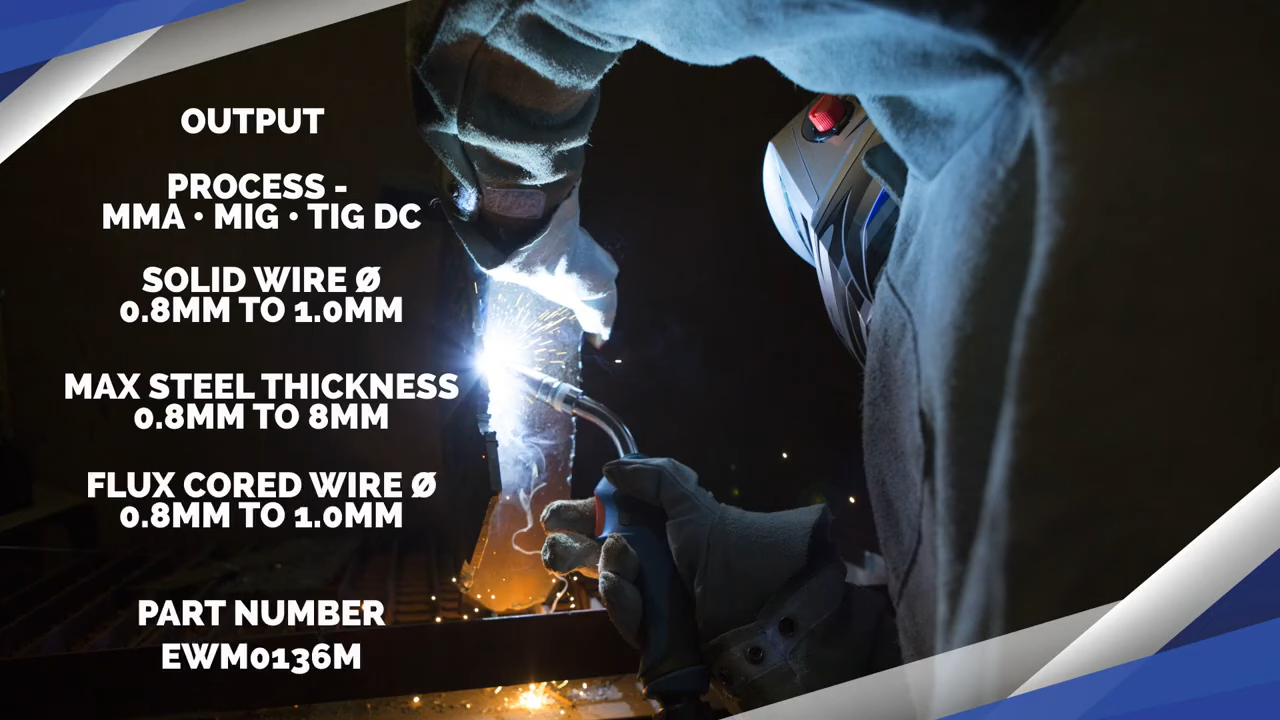 OUTPUT
PROCESS -
MMA • MIG • TIG DC
SOLID WIRE Ø
0.8MM TO 1.0MM
MAX STEEL THICKNESS
0.8MM TO 8MM
FLUX CORED WIRE Ø
0.8MM TO 1.0MM
PART NUMBER
EWM0136M